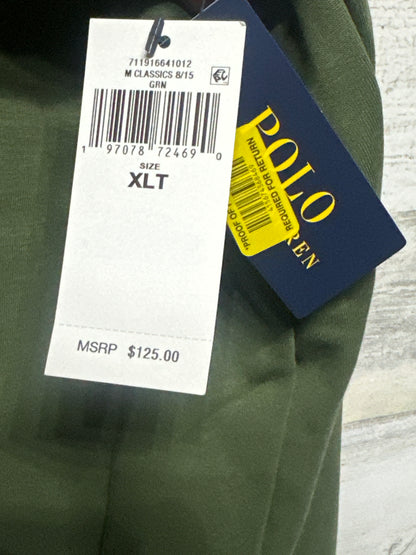 711916641012
M CLASSICS 8/15
GRN
1 97078 72469 0
SIZE
XLT
MSRP $125.00
POLO
REN
*PROOF OF
REQUIRED FOR RETURN